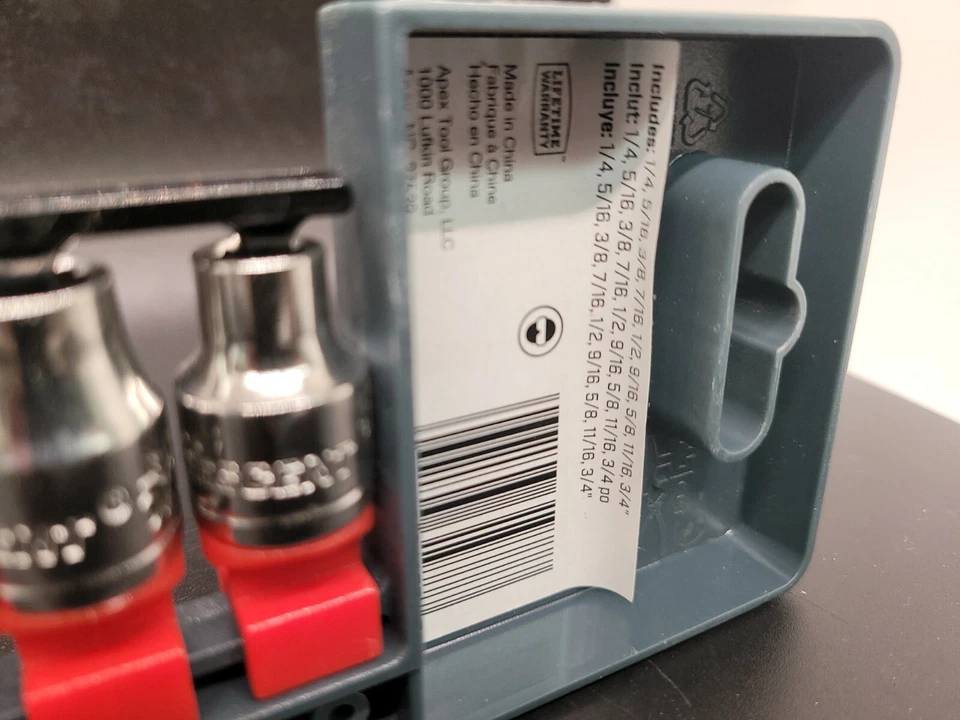 Includes: 1/4, 5/16, 3/8, 7/16, 1/2, 9/16, 5/8, 11/16, 3/4"
Inclut: 1/4, 5/16, 3/8, 7/16, 1/2, 9/16, 5/8, 11/16, 3/4 po
Incluye: 1/4, 5/16, 3/8, 7/16, 1/2, 9/16, 5/8, 11/16, 3/4"
LIFETIME
WARRANTY
Made in China
Fabriqué à Chine
Hecho en China
Apex Tool Group, LLC
1000 Lufkin Road